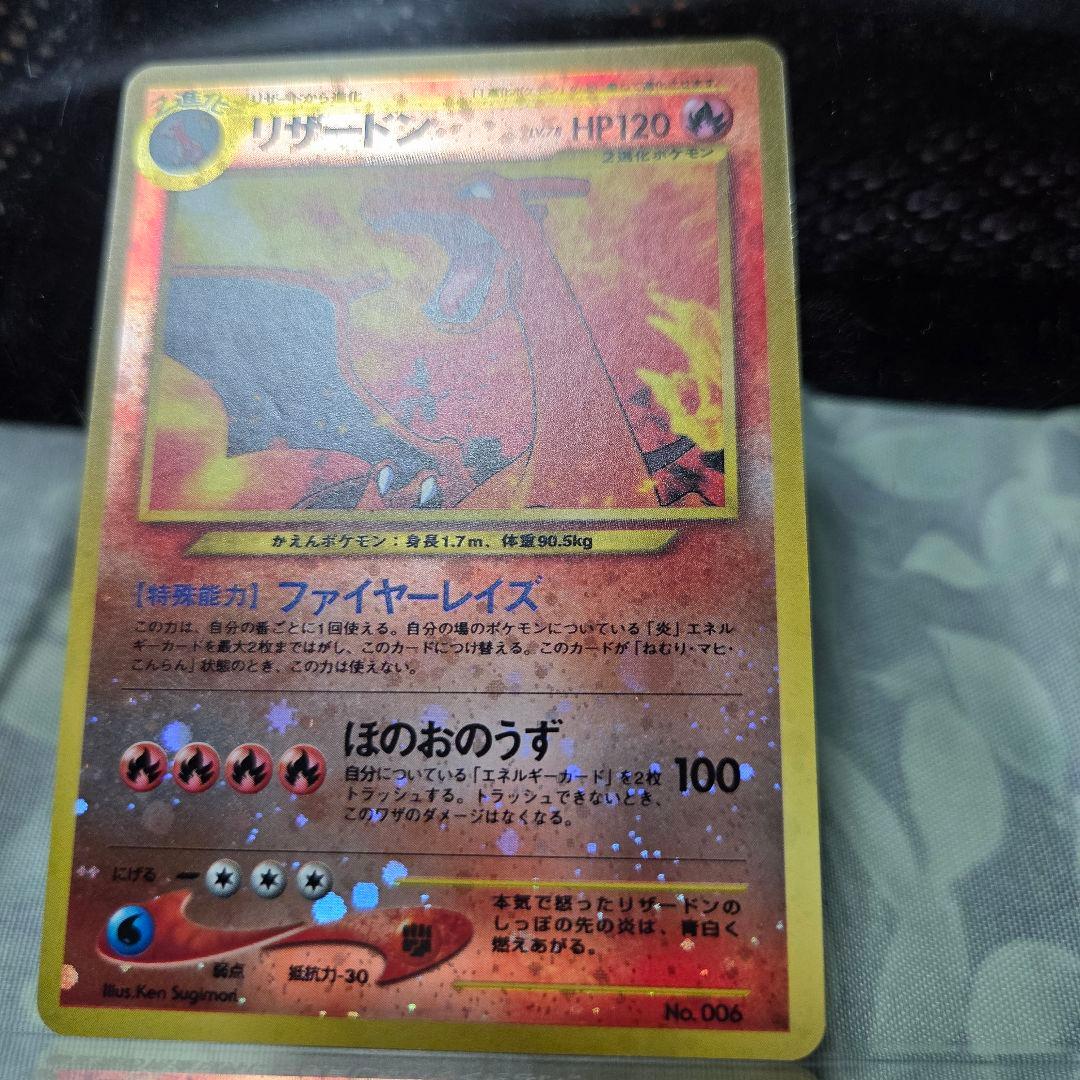 2進化
リザードから進化
リザードン
HP120
2進化ポケモン
かえんポケモン：身長1.7m、体重90.5kg
【特殊能力】ファイヤーレイズ
この力は、自分の番ごとに1回使える。自分の場のポケモンについている「炎」エネル
ギーカードを最大2枚まではがし、このカードにつけ替える。このカードが「ねむり・マヒ・
こんらん」状態のとき、この力は使えない。
ほのおのうず
自分についている「エネルギーカード」を2枚
トラッシュする。トラッシュできないとき、
このワザのダメージはなくなる。
100
にげる
弱点
抵抗力-30
本気で怒ったリザードンの
しっぽの先の炎は、青白く
燃えあがる。
Illus.Ken Sugimori
No. 006